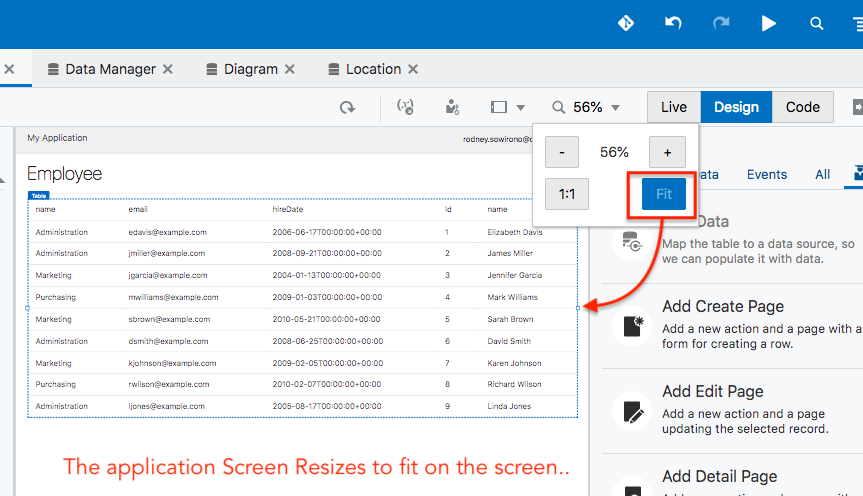 Data Manager
Diagram
Location
56%
Live
Design
Code
My Application
rodney.sowirono@
- 56% +
1:1 Fit
Events
All
Employee
Table
name email hireDate Id name
Administration edavis@example.com 2006-06-17T00:00:00+00:00 1 Elizabeth Davis
Administration jmiller@example.com 2008-09-21T00:00:00+00:00 2 James Miller
Marketing jgarcia@example.com 2004-01-13T00:00:00+00:00 3 Jennifer Garcia
Purchasing mwilliams@example.com 2009-01-03T00:00:00+00:00 4 Mark Williams
Marketing sbrown@example.com 2010-05-21T00:00:00+00:00 5 Sarah Brown
Administration dsmith@example.com 2008-06-25T00:00:00+00:00 6 David Smith
Marketing kjohnson@example.com 2009-02-05T00:00:00+00:00 7 Karen Johnson
Purchasing rwilson@example.com 2010-02-07T00:00:00+00:00 8 Richard Wilson
Administration ljones@example.com 2005-08-17T00:00:00+00:00 9 Linda Jones
The application Screen Resizes to fit on the screen..
Data
Map the table to a data source, so
we can populate it with data.
Add Create Page
Add a new action and a page with a
form for creating a row.
Add Edit Page
Add a new action and a page
updating the selected record.
Add Detail Page